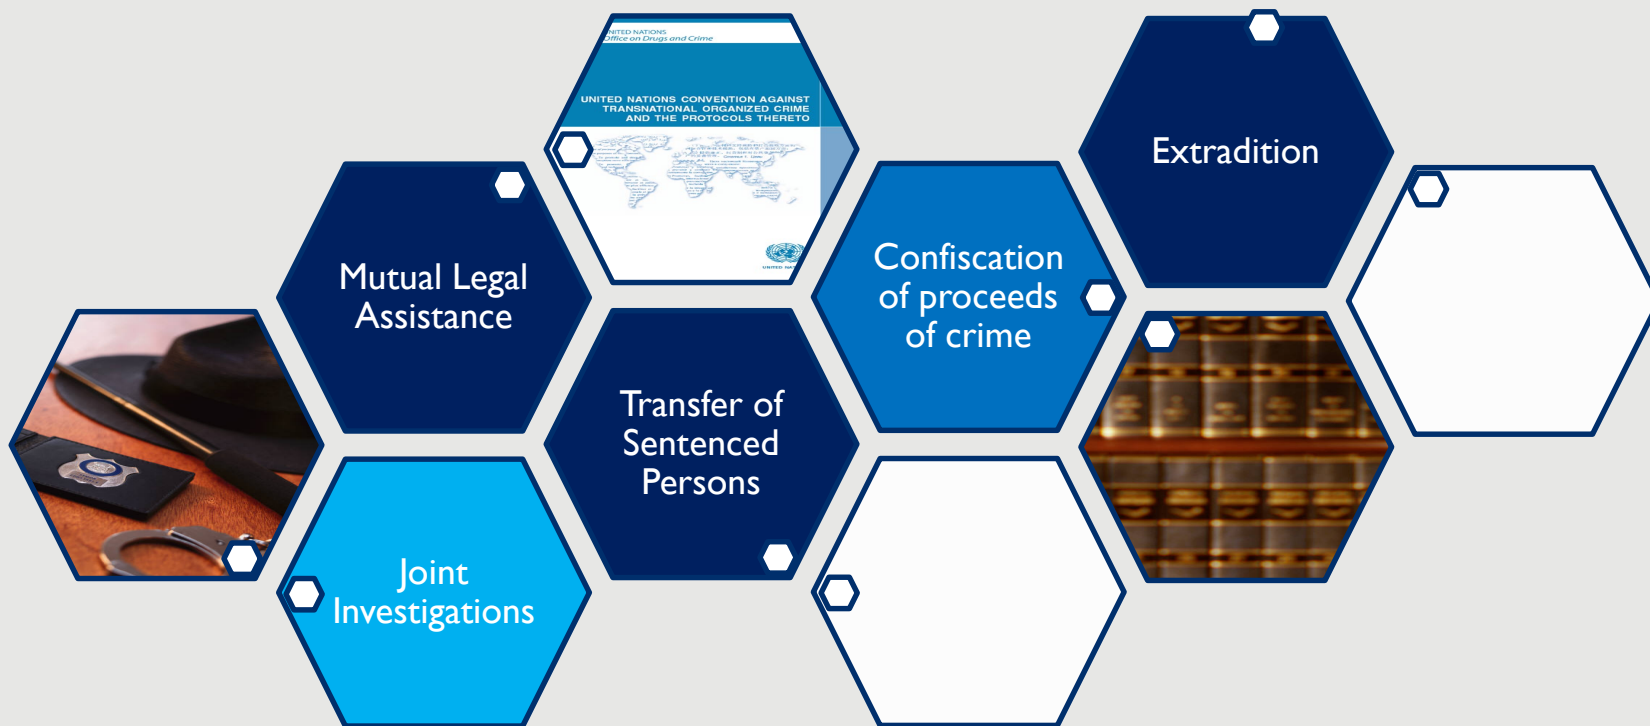 UNITED NATIONS
Office on Drugs and Crime
UNITED NATIONS CONVENTION AGAINST
TRANSNATIONAL ORGANIZED CRIME
AND THE PROTOCOLS THERETO
Extradition
Mutual Legal
Assistance
Confiscation
of proceeds
of crime
Transfer of
Sentenced
Persons
Joint
Investigations